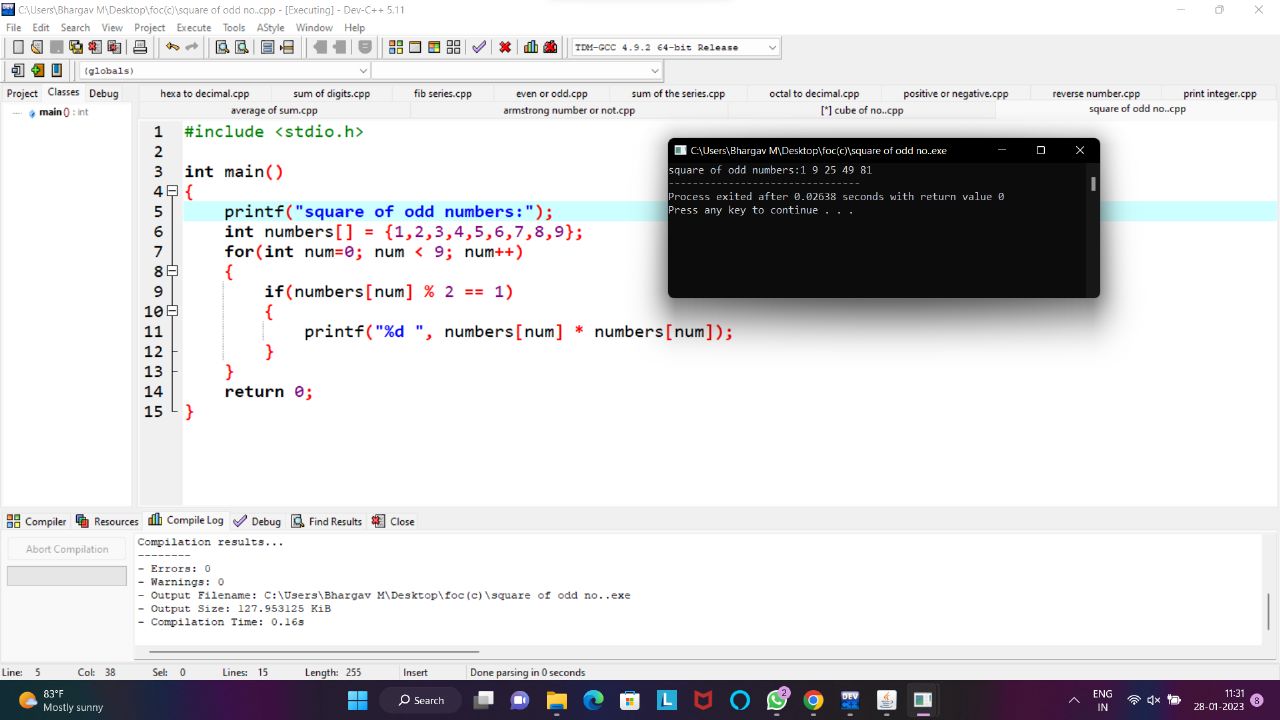 C:\Users\Bhargav M\Desktop\foc(c)\square of odd no..cpp - [Executing] - Dev-C++ 5.11
File Edit Search View Project Execute Tools AStyle Window Help
TDM-GCC 4.9.2 64-bit Release
(globals)
Project Classes Debug
hexa to decimal.cpp sum of digits.cpp fib series.cpp even or odd.cpp sum of the series.cpp octal to decimal.cpp positive or negative.cpp reverse number.cpp print integer.cpp
average of sum.cpp armstrong number or not.cpp [*] cube of no..cpp square of odd no..cpp
main () : int
1 #include <stdio.h>
2
3 int main()
4 {
5 printf("square of odd numbers:");
6 int numbers[] = {1,2,3,4,5,6,7,8,9};
7 for(int num=0; num < 9; num++)
8 {
9 if(numbers[num] % 2 == 1)
10 {
11 printf("%d ", numbers[num] * numbers[num]);
12 }
13 }
14 return 0;
15 }
C:\Users\Bhargav M\Desktop\foc(c)\square of odd no..exe
square of odd numbers:1 9 25 49 81
--------------------------------
Process exited after 0.02638 seconds with return value 0
Press any key to continue . . .
Compiler Resources Compile Log Debug Find Results Close
Abort Compilation
Compilation results...
--------
- Errors: 0
- Warnings: 0
- Output Filename: C:\Users\Bhargav M\Desktop\foc(c)\square of odd no..exe
- Output Size: 127.953125 KiB
- Compilation Time: 0.16s
Line: 5 Col: 38 Sel: 0 Lines: 15 Length: 255 Insert Done parsing in 0 seconds
83°F
Mostly sunny
Search
L
2
DEV
ENG
IN
11:31
28-01-2023
8